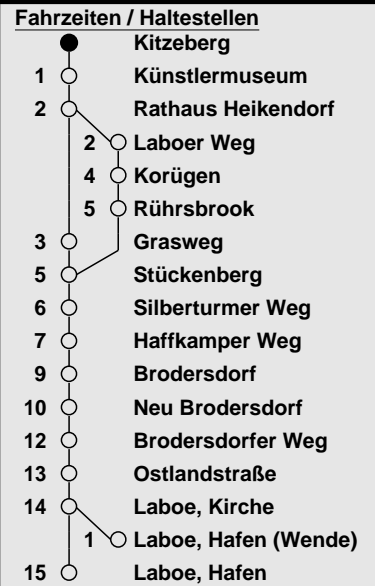 Fahrzeiten / Haltestellen
Kitzeberg
1 Künstlermuseum
2 Rathaus Heikendorf
2 Laboer Weg
4 Korügen
5 Rührsbrook
3 Grasweg
5 Stückenberg
6 Silberturmer Weg
7 Haffkamper Weg
9 Brodersdorf
10 Neu Brodersdorf
12 Brodersdorfer Weg
13 Ostlandstraße
14 Laboe, Kirche
1 Laboe, Hafen (Wende)
15 Laboe, Hafen